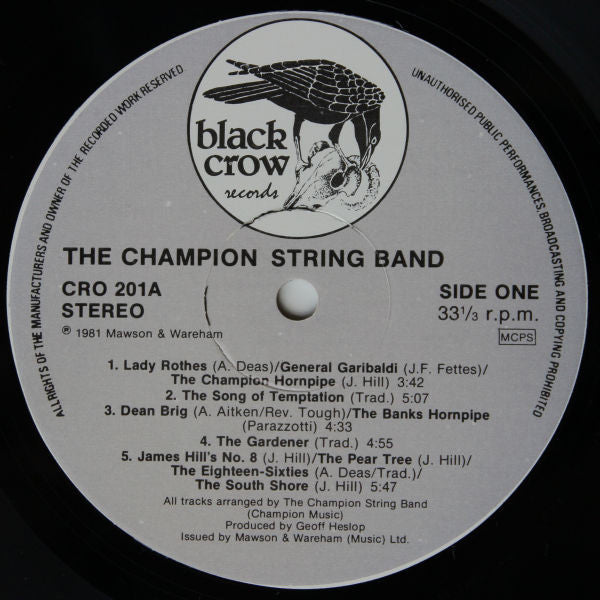 ALL RIGHTS OF THE MANUFACTURERS AND OWNER OF THE RECORDED WORK RESERVED
UNAUTHORISED PUBLIC PERFORMANCES, BROADCASTING AND COPYING PROHIBITED
black
crow
records
THE CHAMPION STRING BAND
CRO 201A
STEREO
℗ 1981 Mawson & Wareham
SIDE ONE
33 1/3 r.p.m.
MCPS
1. Lady Rothes (A. Deas)/General Garibaldi (J.F. Fettes)/
The Champion Hornpipe (J. Hill) 3:42
2. The Song of Temptation (Trad.) 5:07
3. Dean Brig (A. Aitken/Rev. Tough)/The Banks Hornpipe
(Parazzotti) 4:33
4. The Gardener (Trad.) 4:55
5. James Hill's No. 8 (J. Hill)/The Pear Tree (J. Hill)/
The Eighteen-Sixties (A. Deas/Trad.)/
The South Shore (J. Hill) 5:47
All tracks arranged by The Champion String Band
(Champion Music)
Produced by Geoff Heslop
Issued by Mawson & Wareham (Music) Ltd.